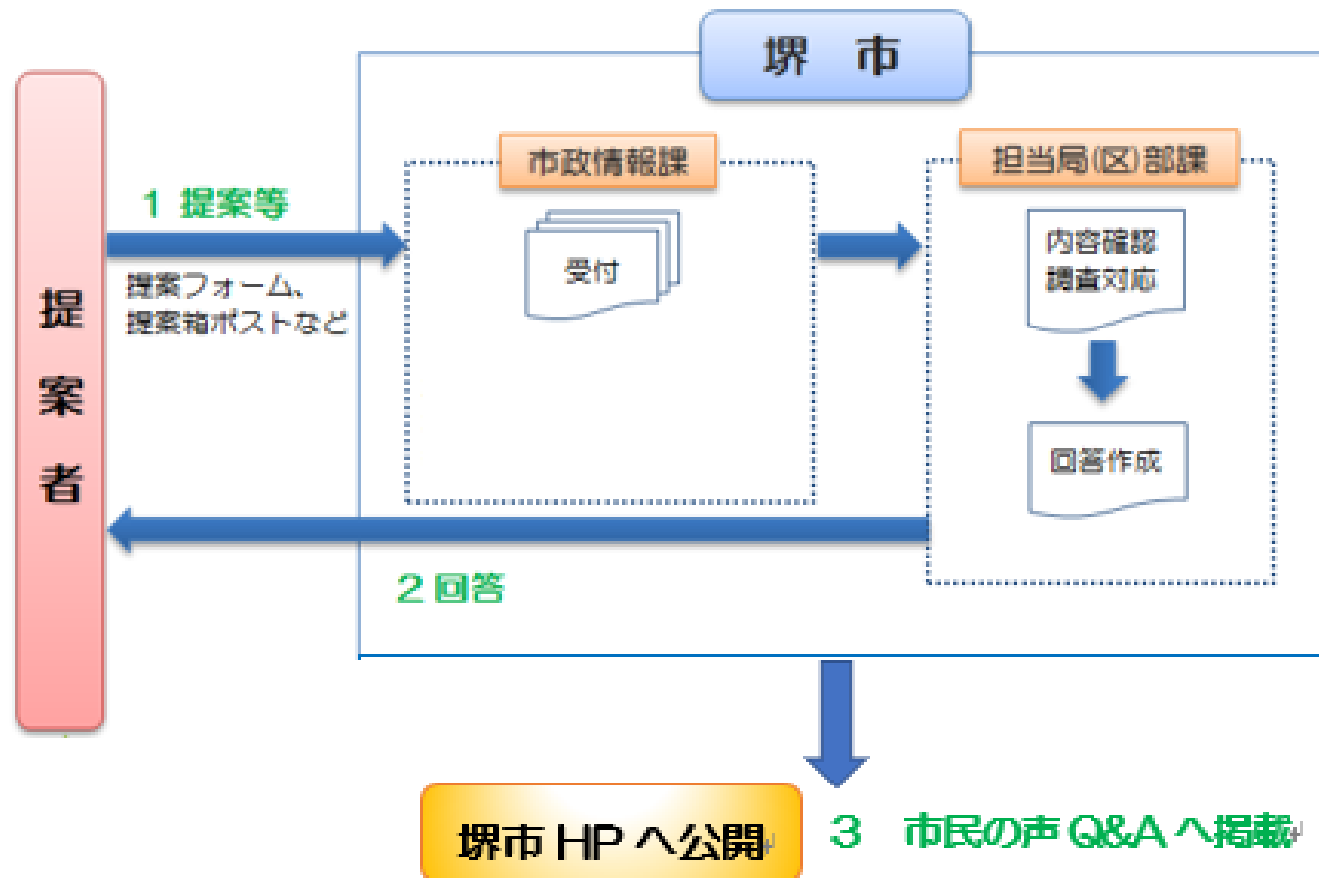 堺 市
提案者
市政情報課
担当局(区)部課
1 提案等
提案フォーム、
提案箱ポストなど
受付
内容確認
調査対応
回答作成
2 回答
堺市 HP へ公開
3 市民の声 Q&A へ掲載